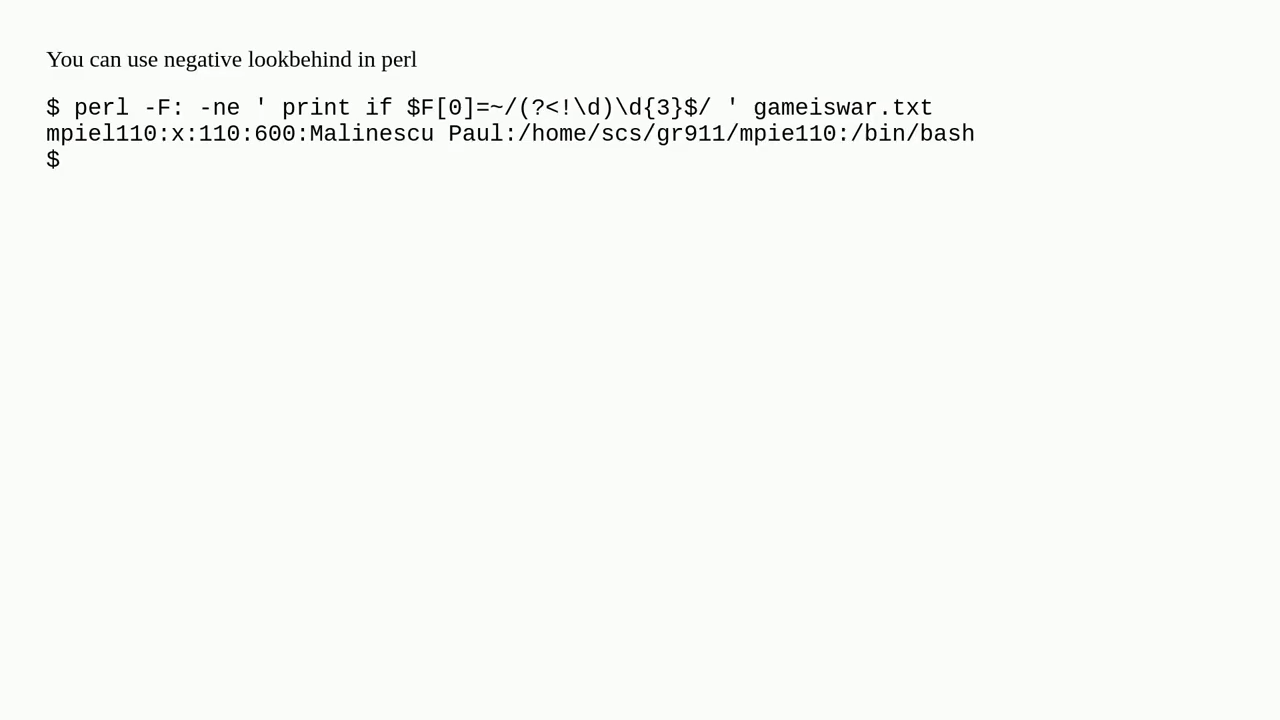 You can use negative lookbehind in perl
$ perl -F: -ne ' print if $F[0]=~/(?<!\d)\d{3}$/ ' gameiswar.txt
mpiel110:x:110:600:Malinescu Paul:/home/scs/gr911/mpie110:/bin/bash
$